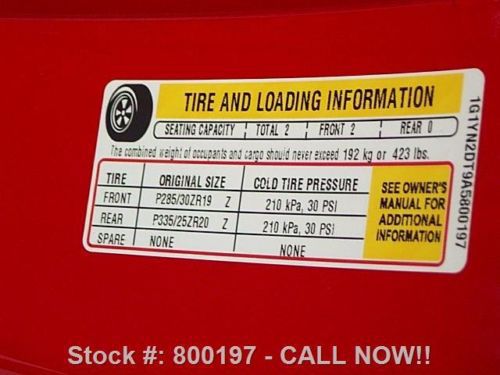 TIRE AND LOADING INFORMATION
SEATING CAPACITY TOTAL 2 FRONT 2 REAR 0
The combined weight of occupants and cargo should never exceed 192 kg or 423 lbs.
TIRE ORIGINAL SIZE COLD TIRE PRESSURE
FRONT P285/30ZR19 Z 210 kPa, 30 PSI
REAR P335/25ZR20 Z 210 kPa, 30 PSI
SPARE NONE NONE
SEE OWNER'S
MANUAL FOR
ADDITIONAL
INFORMATION
1G1YN2DT9A5800197
Stock #: 800197 - CALL NOW!!